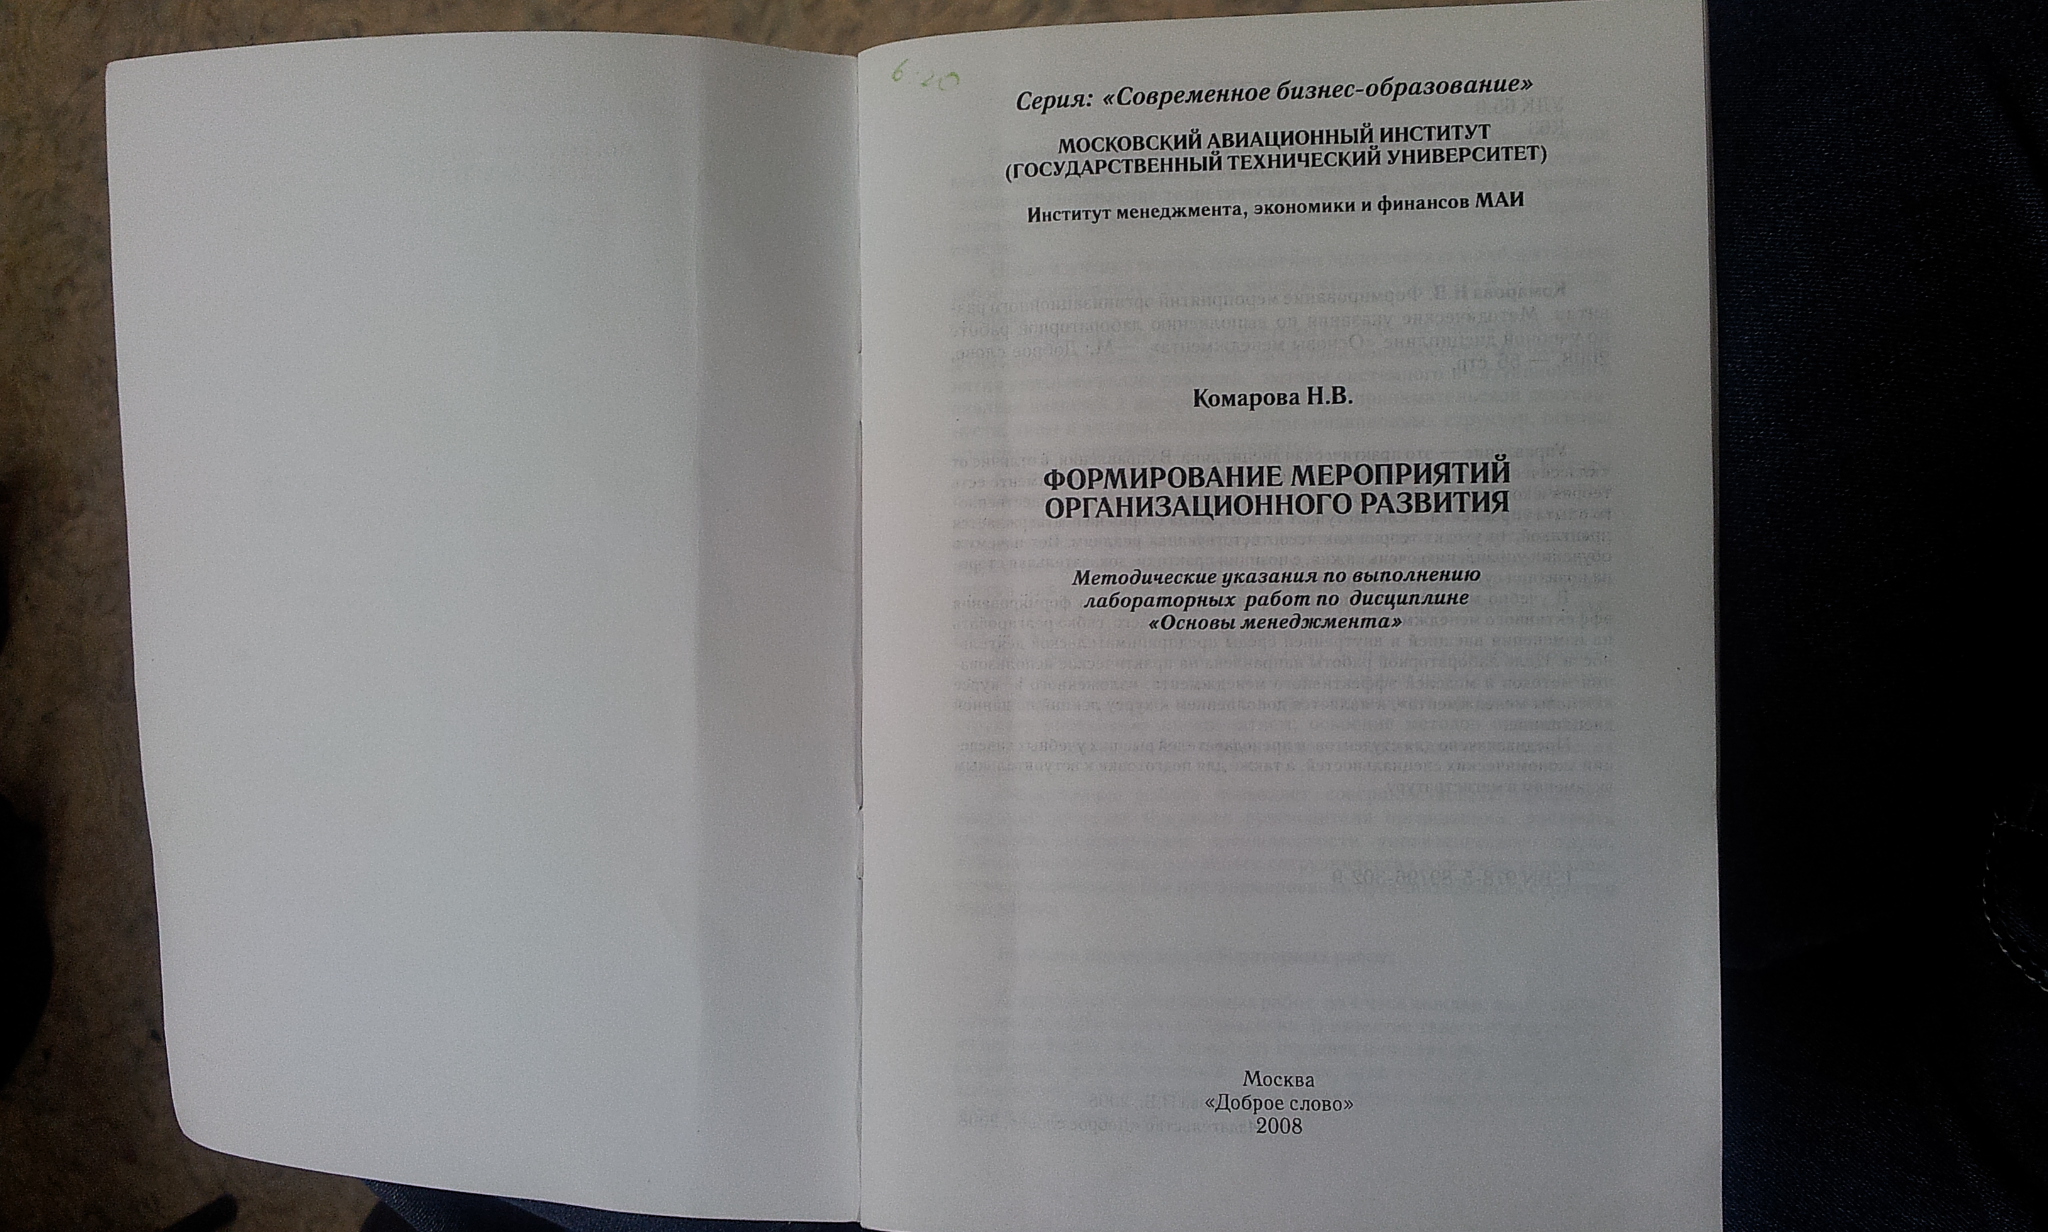 Серия: «Современное бизнес-образование»
МОСКОВСКИЙ АВИАЦИОННЫЙ ИНСТИТУТ
(ГОСУДАРСТВЕННЫЙ ТЕХНИЧЕСКИЙ УНИВЕРСИТЕТ)
Институт менеджмента, экономики и финансов МАИ
Комарова Н.В.
ФОРМИРОВАНИЕ МЕРОПРИЯТИЙ
ОРГАНИЗАЦИОННОГО РАЗВИТИЯ
Методические указания по выполнению
лабораторных работ по дисциплине
«Основы менеджмента»
Москва
«Доброе слово»
2008